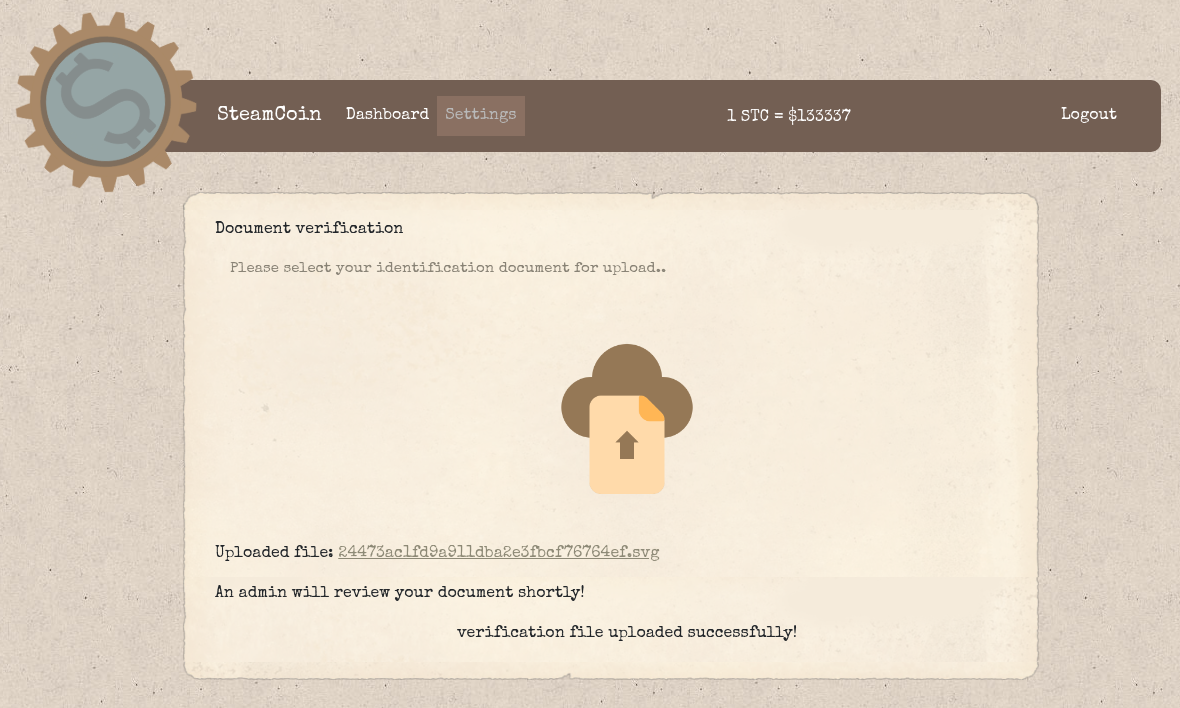 SteamCoin Dashboard Settings 1 STC = $133337 Logout
Document verification
Please select your identification document for upload..
Uploaded file: 24473ac1fd9a911dba2e3fbcf76764ef.svg
An admin will review your document shortly!
verification file uploaded successfully!